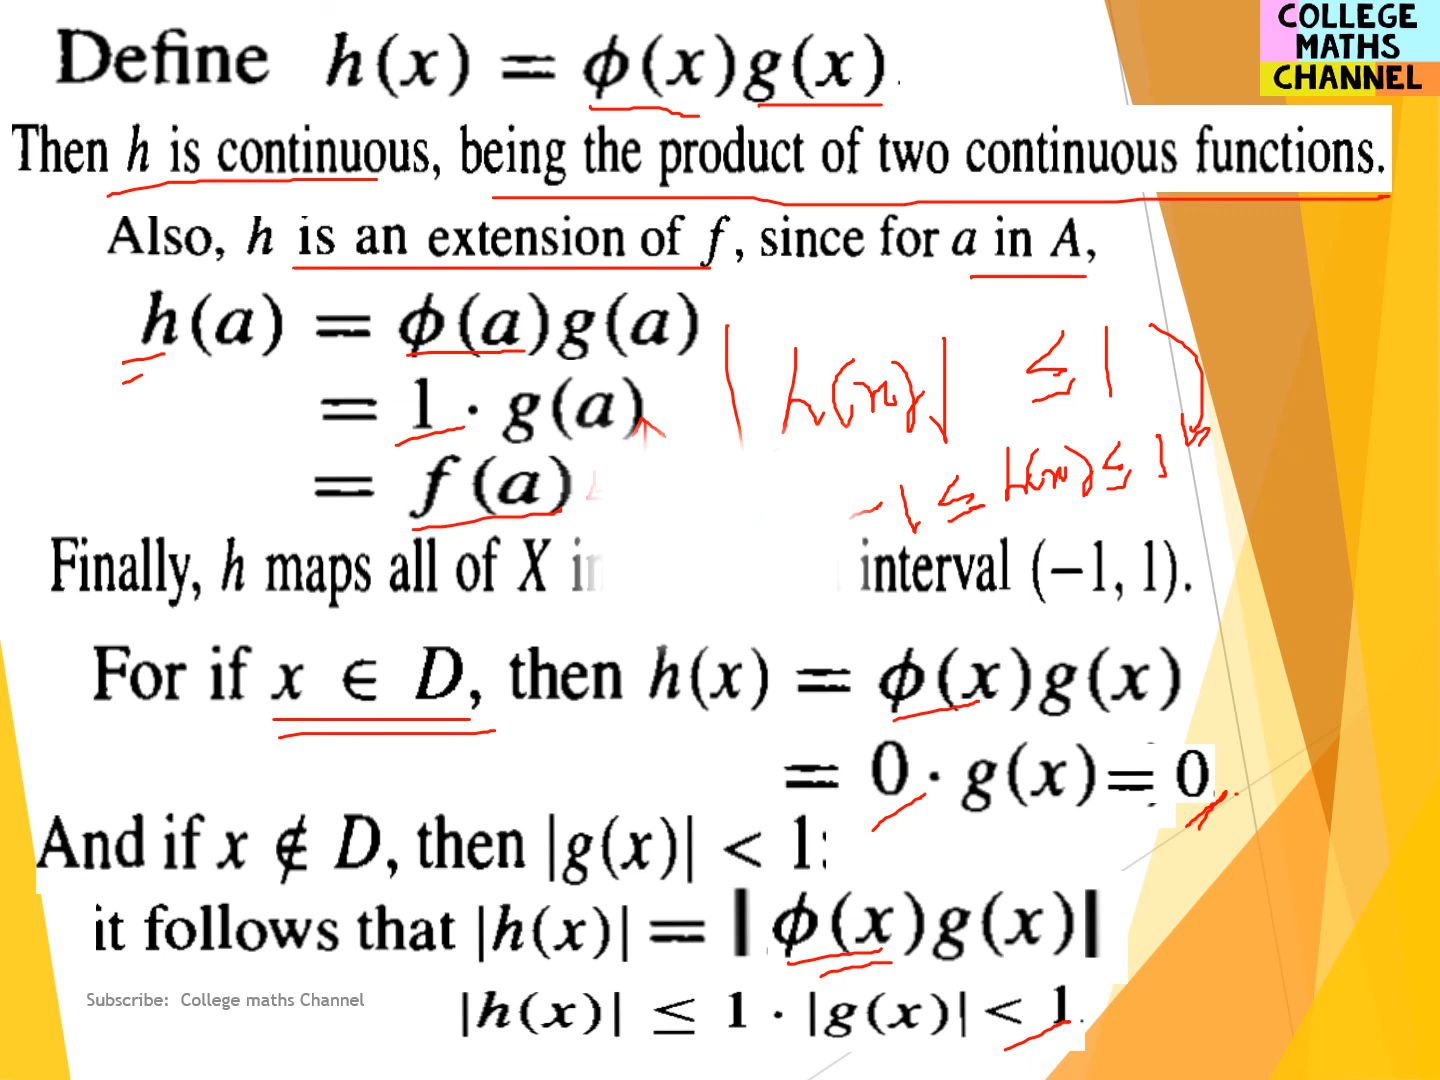 COLLEGE
MATHS
CHANNEL
Define h(x) = ϕ(x)g(x).
Then h is continuous, being the product of two continuous functions.
Also, h is an extension of f, since for a in A,
h(a) = ϕ(a)g(a)
= 1 · g(a)
= f(a)
|h(x)| ≤ 1
-1 ≤ h(x) ≤ 1
Finally, h maps all of X interval (−1, 1).
For if x ∈ D, then h(x) = ϕ(x)g(x)
= 0 · g(x) = 0
And if x ∉ D, then |g(x)| < 1:
it follows that |h(x)| = |ϕ(x)g(x)|
Subscribe: College maths Channel
|h(x)| ≤ 1 · |g(x)| < 1.